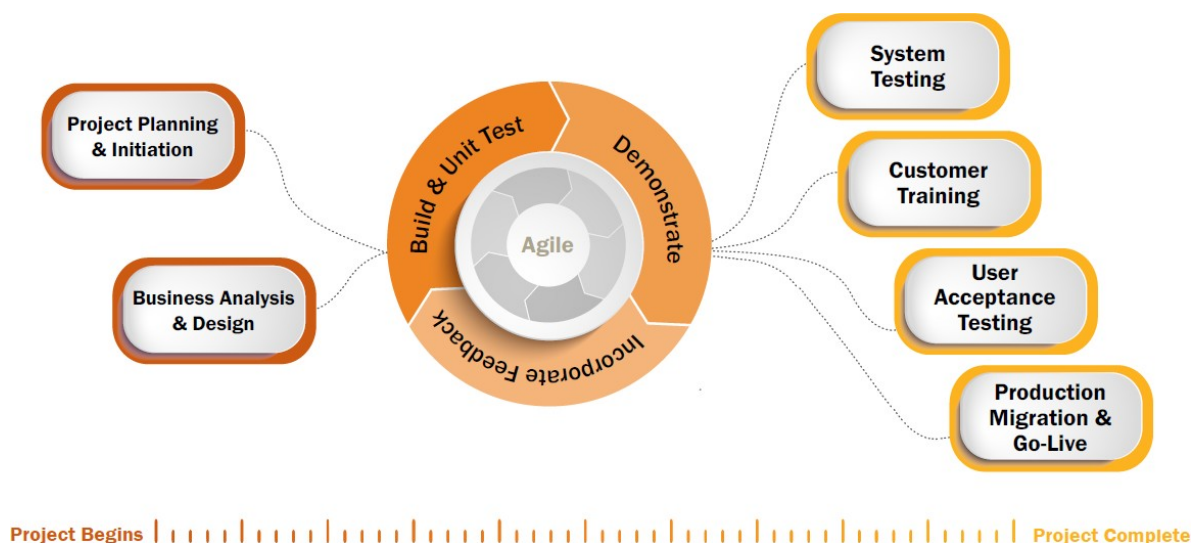 Project Planning
& Initiation
Business Analysis
& Design
Build & Unit Test
Demonstrate
Incorporate Feedback
Agile
System
Testing
Customer
Training
User
Acceptance
Testing
Production
Migration &
Go-Live
Project Begins
Project Complete